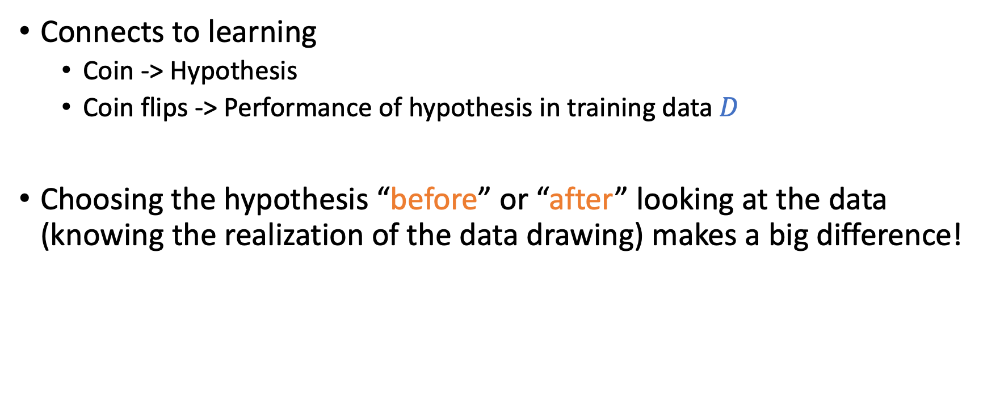 • Connects to learning
• Coin -> Hypothesis
• Coin flips -> Performance of hypothesis in training data D
• Choosing the hypothesis “before” or “after” looking at the data
(knowing the realization of the data drawing) makes a big difference!